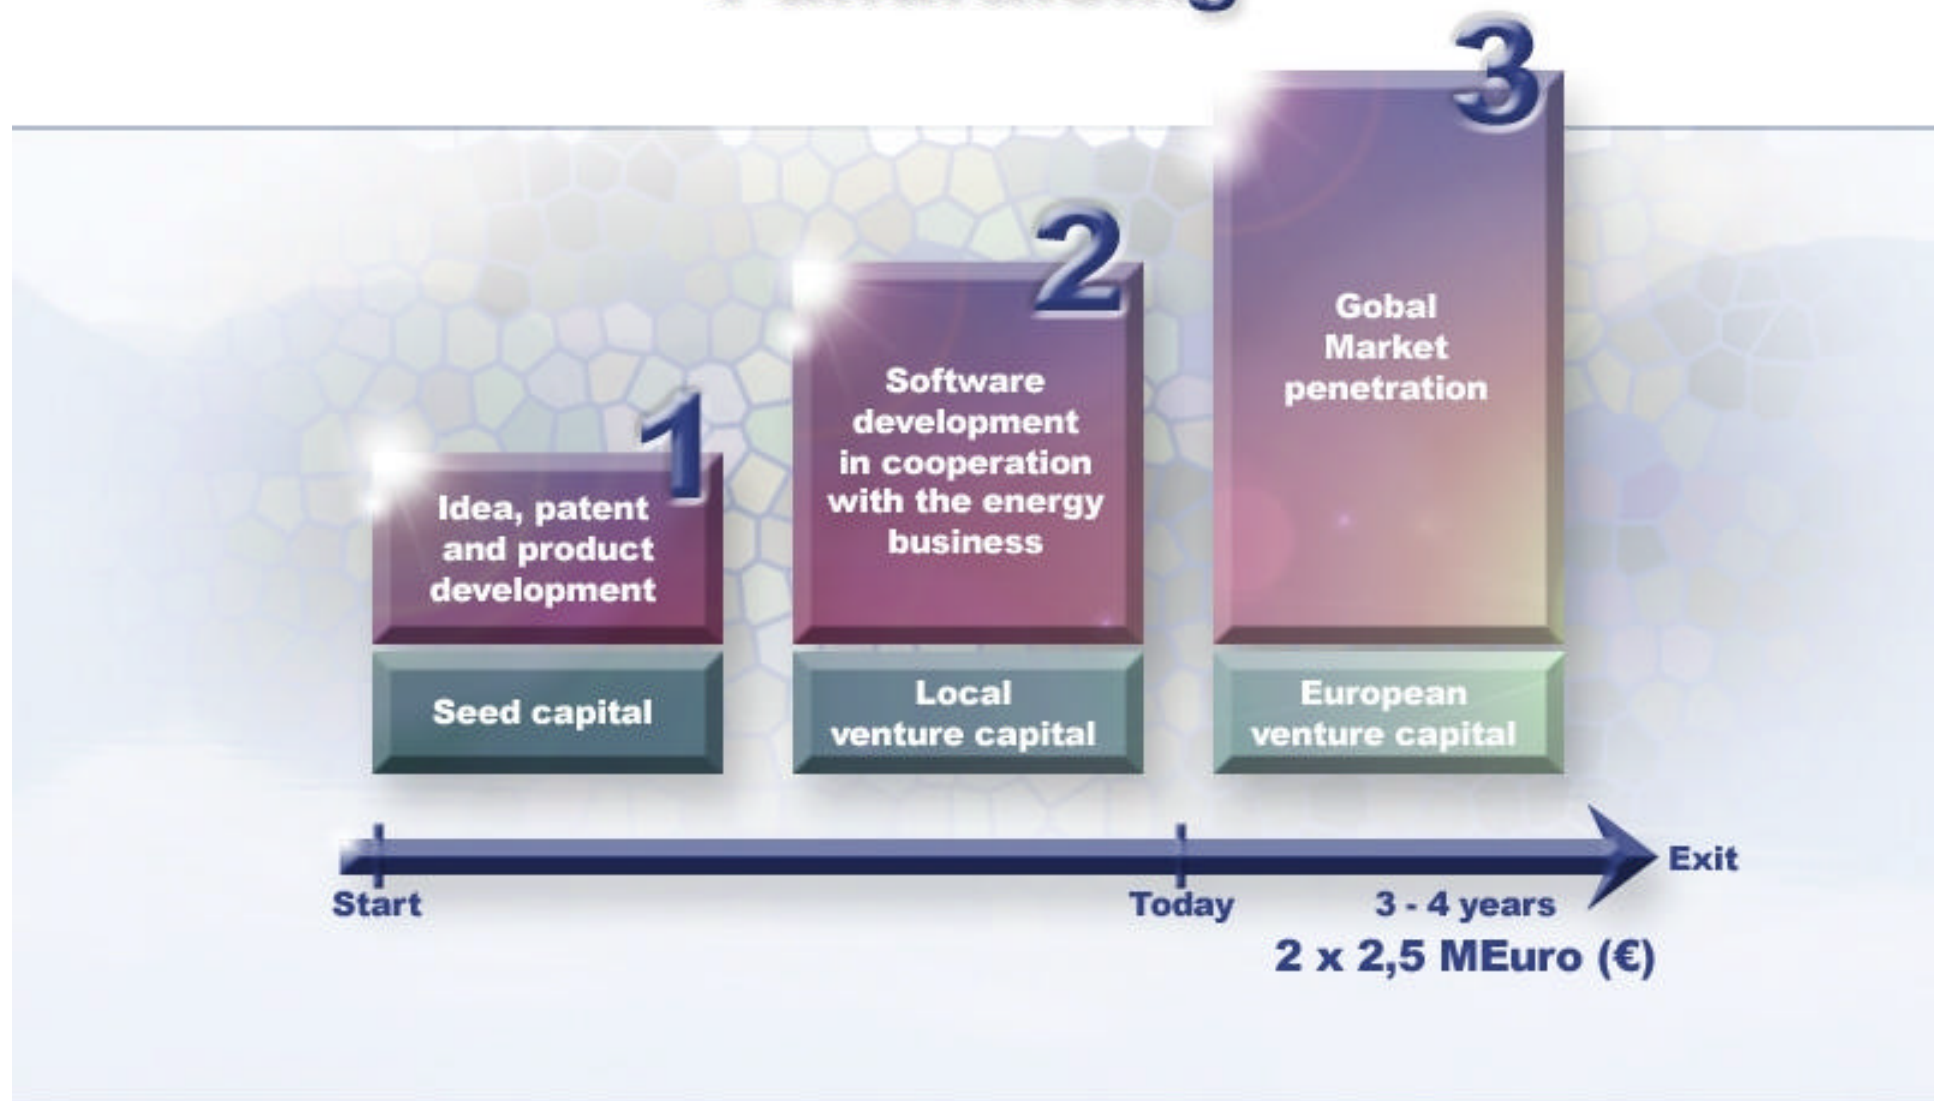 1
Idea, patent
and product
development
Seed capital
2
Software
development
in cooperation
with the energy
business
Local
venture capital
3
Gobal
Market
penetration
European
venture capital
Start
Today
3 - 4 years
Exit
2 x 2,5 MEuro (€)